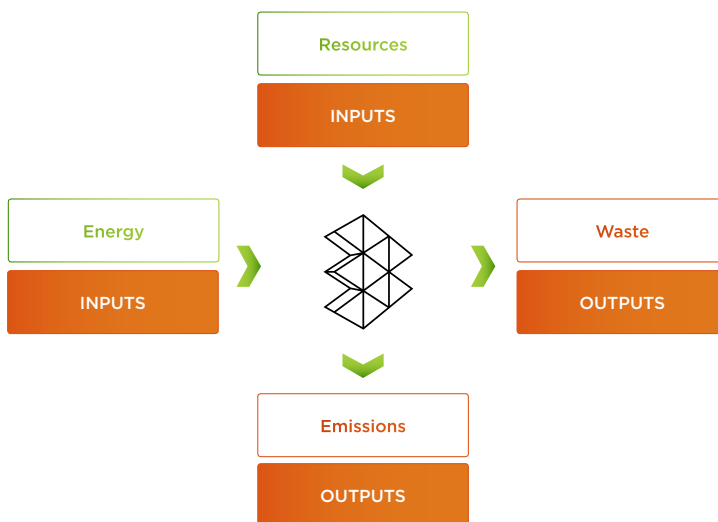 Resources
INPUTS
Energy
INPUTS
Waste
OUTPUTS
Emissions
OUTPUTS